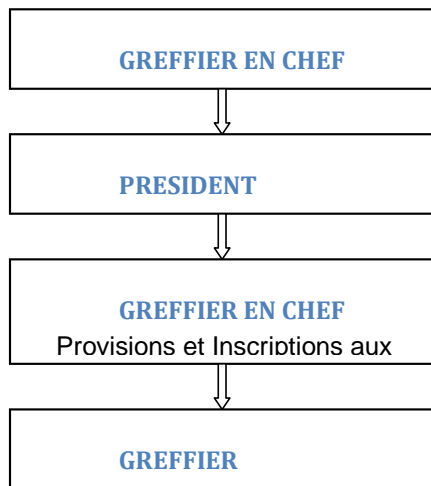 GREFFIER EN CHEF
PRESIDENT
GREFFIER EN CHEF
Provisions et Inscriptions aux
GREFFIER